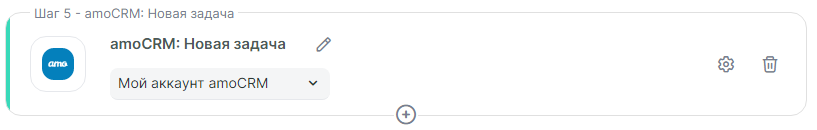 Шаг 5 - amoCRM: Новая задача
amoCRM: Новая задача
amo
Мой аккаунт amoCRM